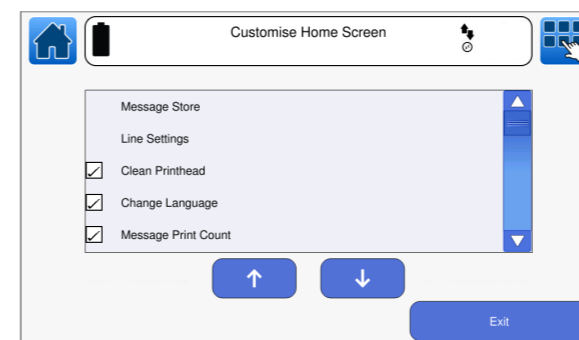 Customise Home Screen
Message Store
Line Settings
Clean Printhead
Change Language
Message Print Count
Exit